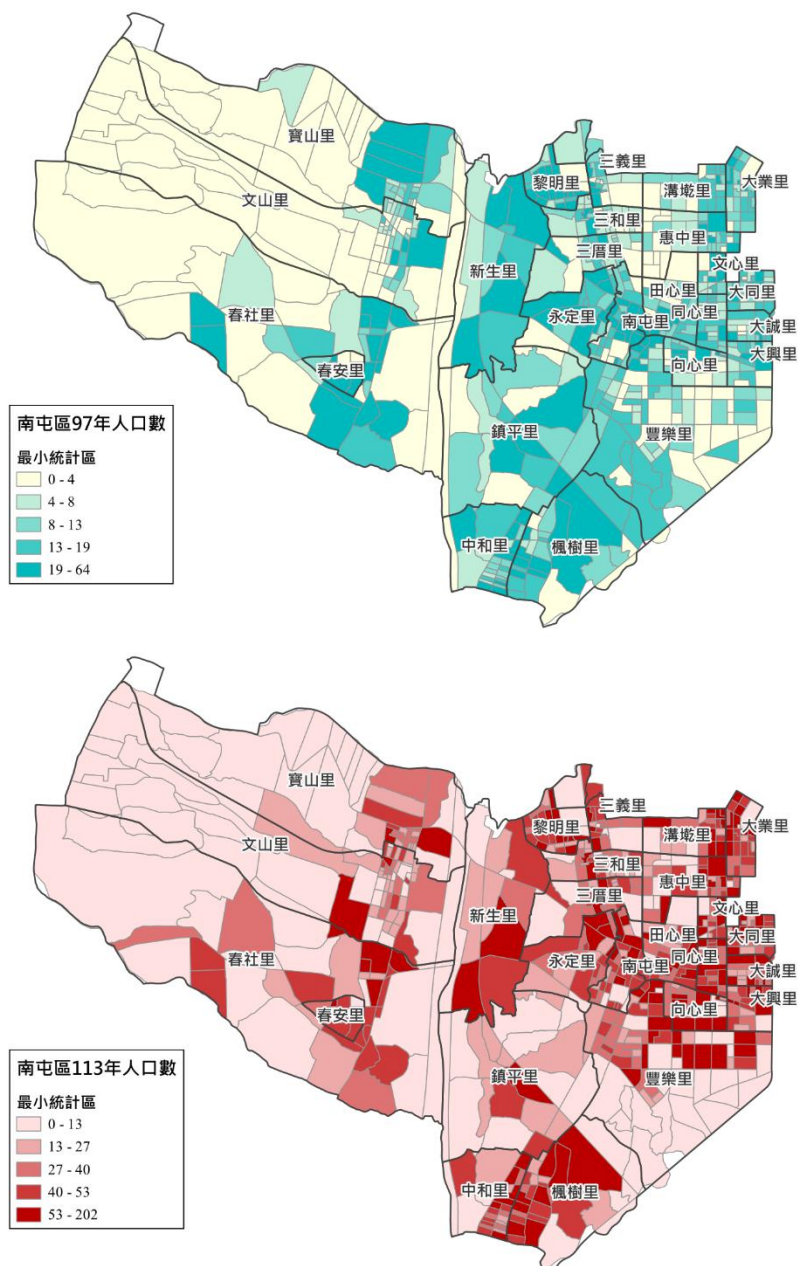 寶山里
三義里
黎明里
溝墘里
大業里
文山里
三和里
惠中里
新生里
三厝里
文心里
田心里
大同里
春社里
永定里
南屯里
同心里
大誠里
春安里
向心里
大興里
鎮平里
豐樂里
中和里
楓樹里
南屯區97年人口數
最小統計區
0 - 4
4 - 8
8 - 13
13 - 19
19 - 64
寶山里
三義里
黎明里
溝墘里
大業里
文山里
三和里
惠中里
新生里
三厝里
文心里
田心里
大同里
春社里
永定里
南屯里
同心里
大誠里
春安里
向心里
大興里
鎮平里
豐樂里
中和里
楓樹里
南屯區113年人口數
最小統計區
0 - 13
13 - 27
27 - 40
40 - 53
53 - 202